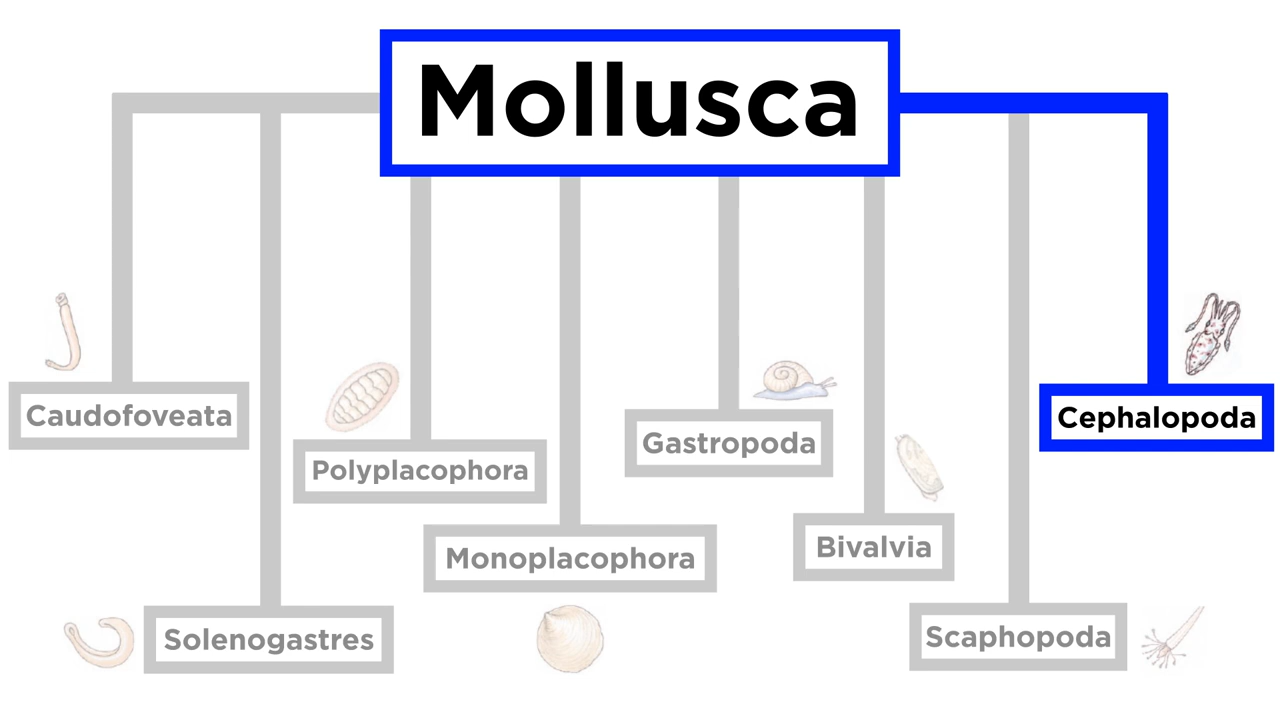 Mollusca
Caudofoveata
Cephalopoda
Gastropoda
Polyplacophora
Bivalvia
Monoplacophora
Scaphopoda
Solenogastres